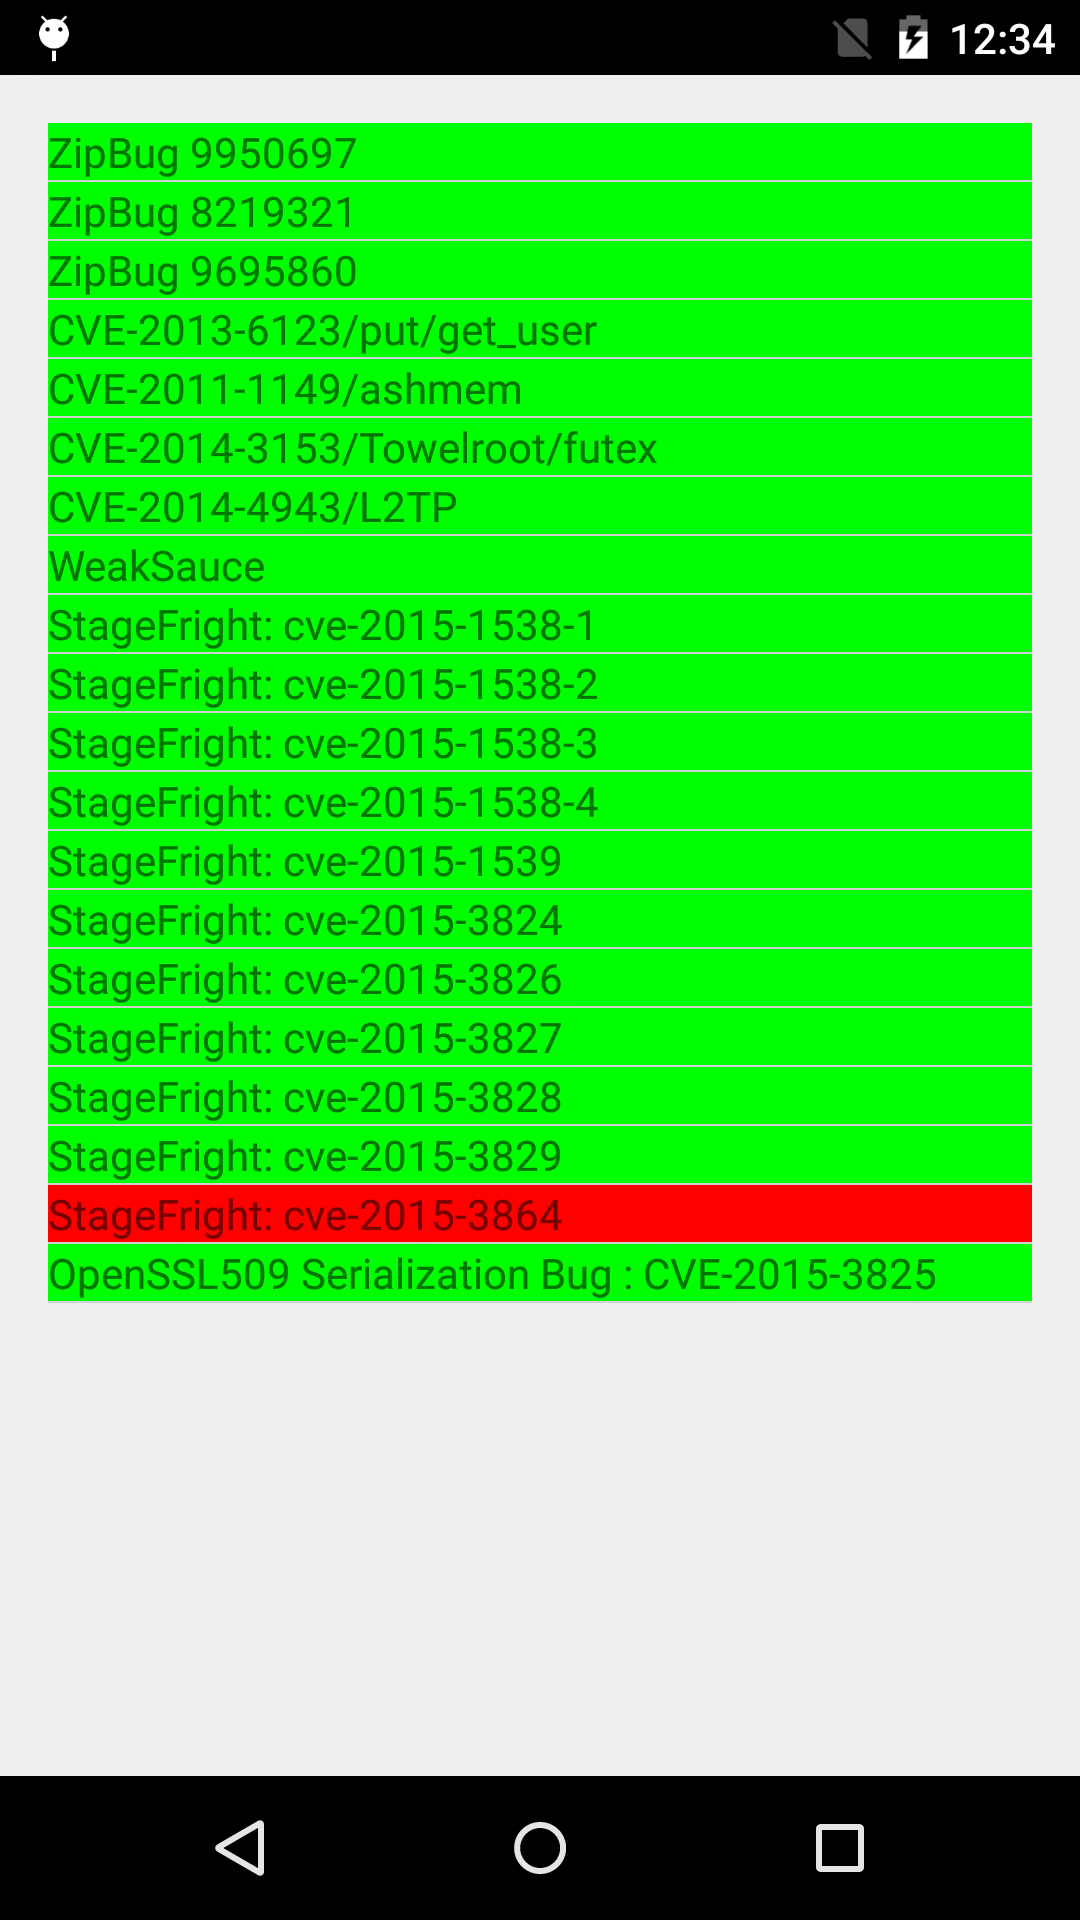 12:34
ZipBug 9950697
ZipBug 8219321
ZipBug 9695860
CVE-2013-6123/put/get_user
CVE-2011-1149/ashmem
CVE-2014-3153/Towelroot/futex
CVE-2014-4943/L2TP
WeakSauce
StageFright: cve-2015-1538-1
StageFright: cve-2015-1538-2
StageFright: cve-2015-1538-3
StageFright: cve-2015-1538-4
StageFright: cve-2015-1539
StageFright: cve-2015-3824
StageFright: cve-2015-3826
StageFright: cve-2015-3827
StageFright: cve-2015-3828
StageFright: cve-2015-3829
StageFright: cve-2015-3864
OpenSSL509 Serialization Bug : CVE-2015-3825